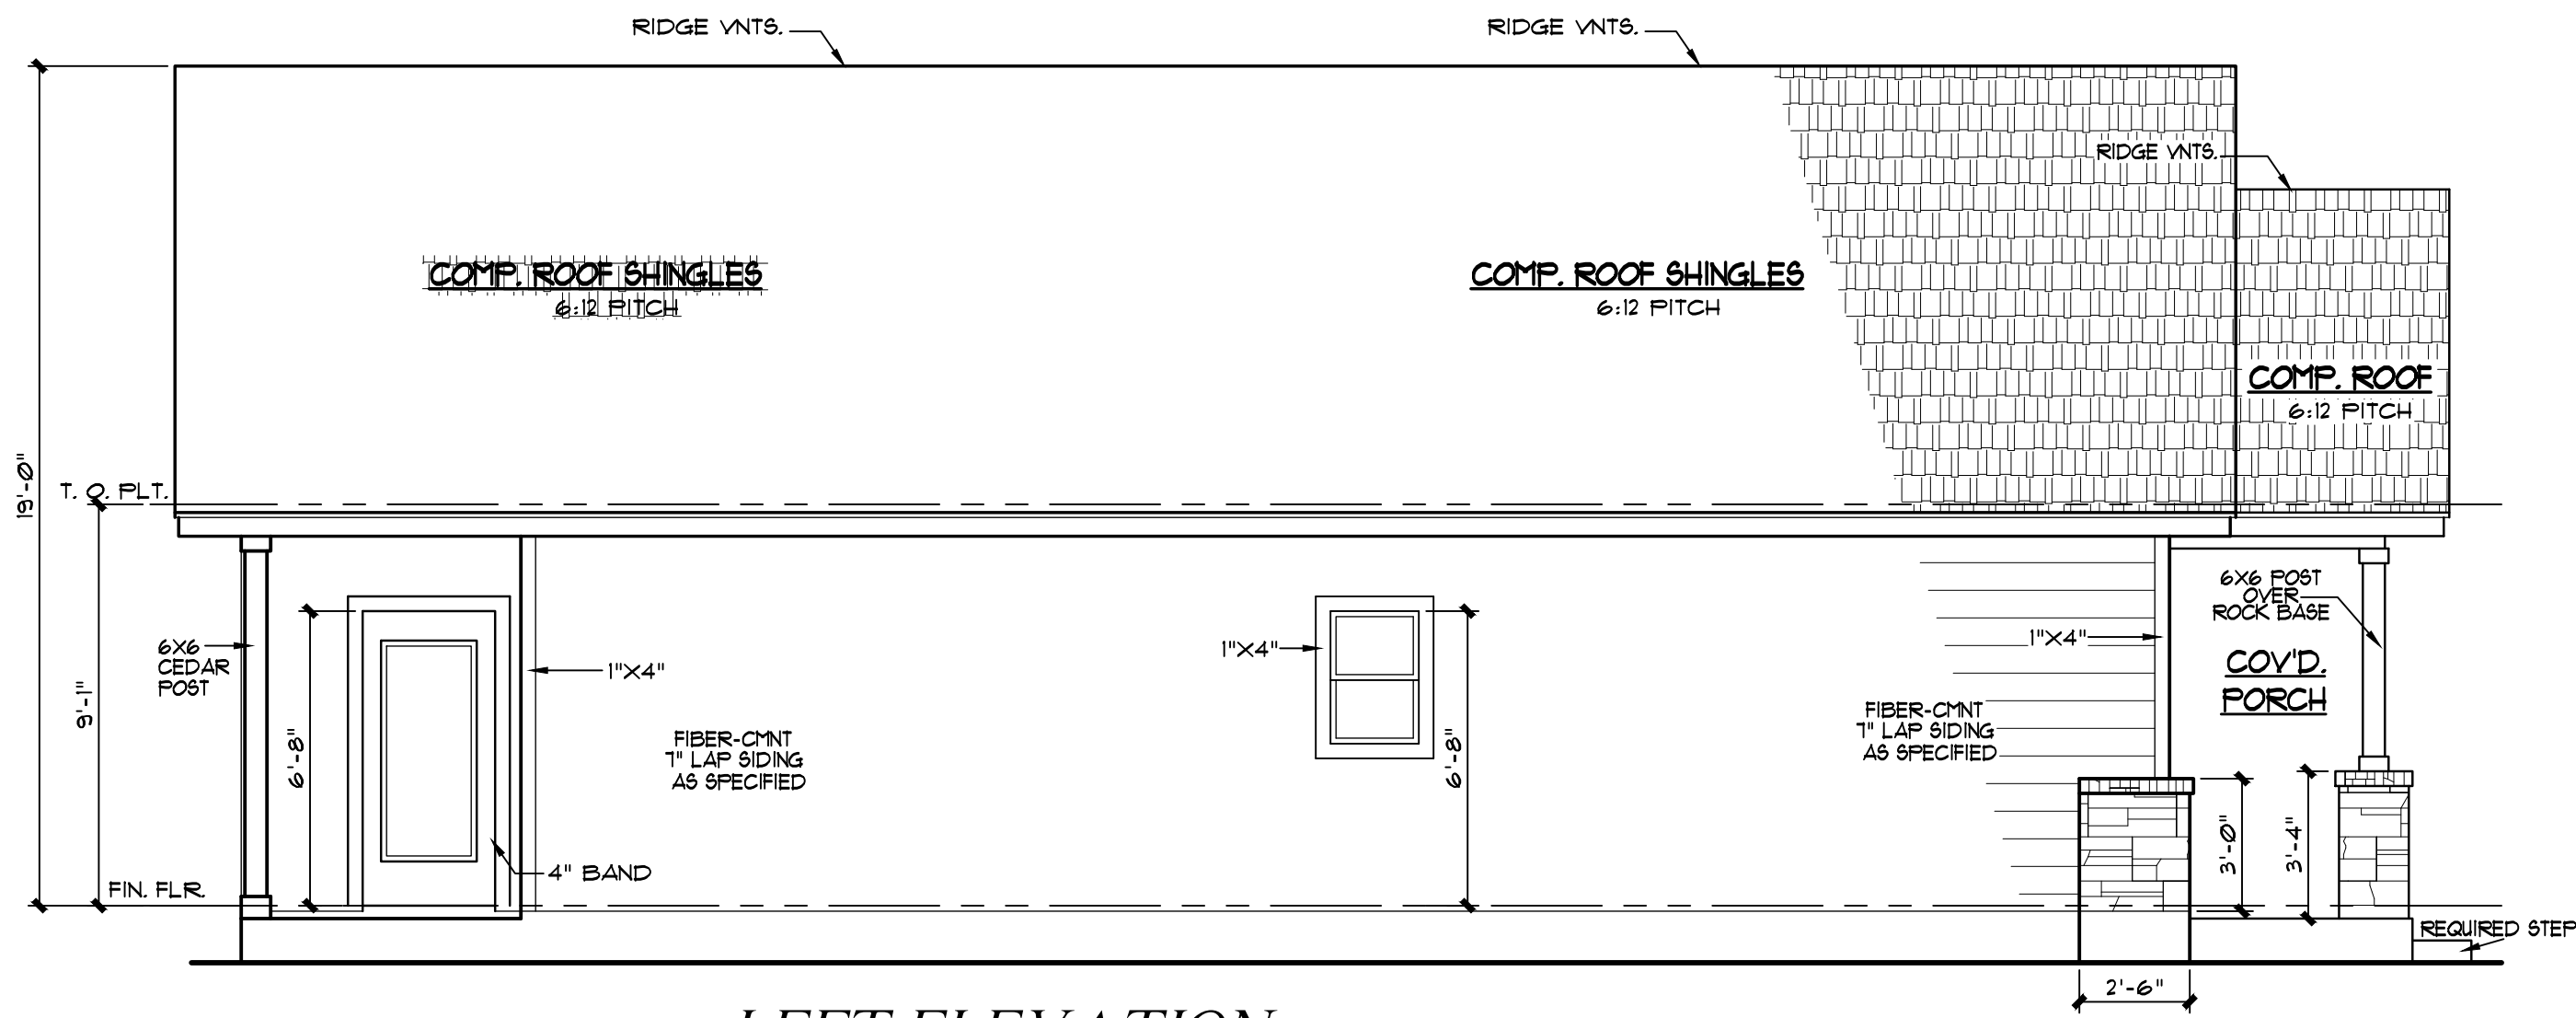 RIDGE VNTS.
RIDGE VNTS.
RIDGE VNTS.
COMP. ROOF SHINGLES
6:12 PITCH
COMP. ROOF SHINGLES
6:12 PITCH
COMP. ROOF
6:12 PITCH
19'-0"
T. O. PLT.
9'-1"
6X6
CEDAR
POST
6'-8"
1"X4"
FIBER-CMNT
7" LAP SIDING
AS SPECIFIED
4" BAND
FIN. FLR.
1"X4"
6'-8"
FIBER-CMNT
7" LAP SIDING
AS SPECIFIED
1"X4"
6X6 POST
OVER
ROCK BASE
COV'D.
PORCH
3'-0"
3'-4"
REQUIRED STEP
2'-6"
LEFT ELEVATION